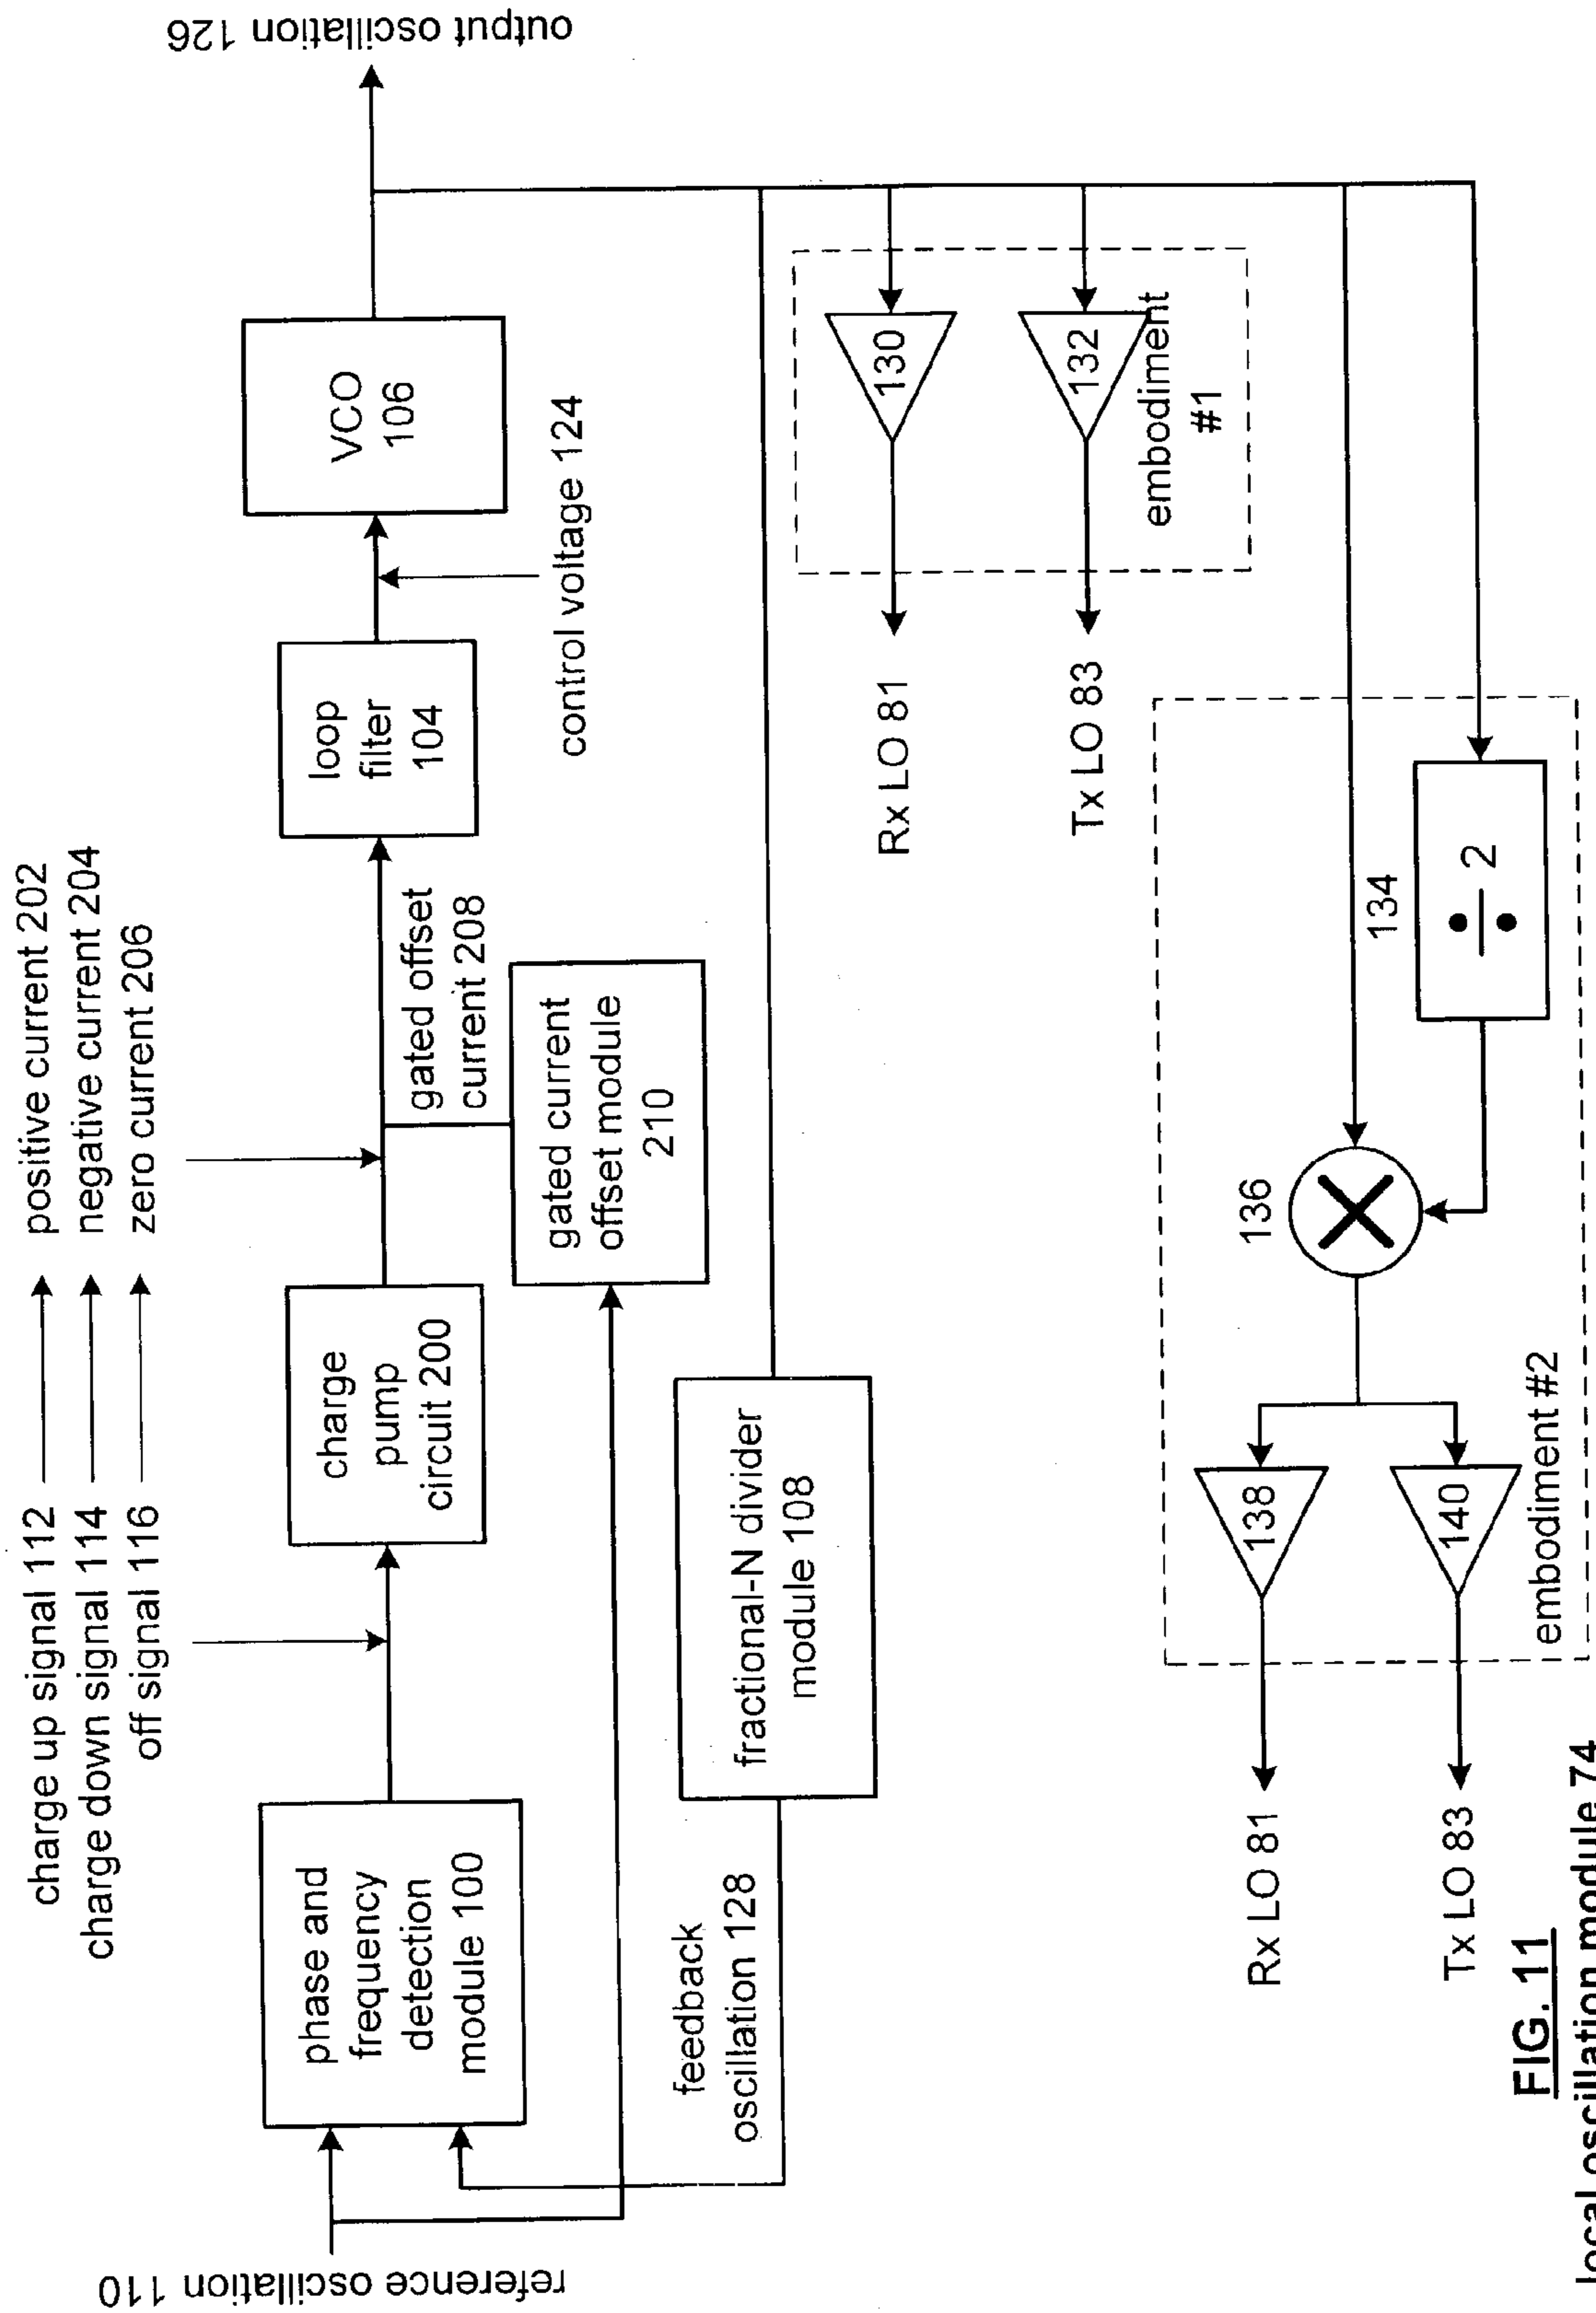 charge up signal 112
positive current 202
charge down signal 114
negative current 204
off signal 116
zero current 206
reference oscillation 110
phase and
frequency
detection
module 100
charge
pump
circuit 200
loop
filter
104
VCO
106
output oscillation 126
gated offset
current 208
control voltage 124
gated current
offset module
210
feedback
oscillation 128
fractional-N divider
module 108
130
132
embodiment
#1
Rx LO 81
Tx LO 83
134
÷ 2
136
138
140
embodiment #2
Rx LO 81
Tx LO 83
FIG. 11
local oscillation module 74